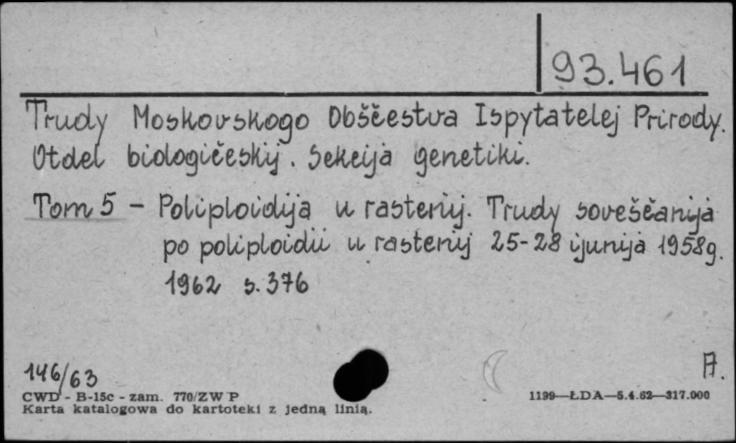 93.461
Trudy Moskovskogo Obščestva Ispytatelej Prirody.
Otdel biologičeskij. Sekcija genetiki.
Tom 5 - Poliploidija u rastenij. Trudy soveščanija
po poliploidii u rastenij 25-28 ijunija 1958g.
1962 s. 376
146/63
A.
CWD - B-15c - zam. 770/ZW P
1199—ŁDA—5.4.62—317.000
Karta katalogowa do kartoteki z jedną linią.